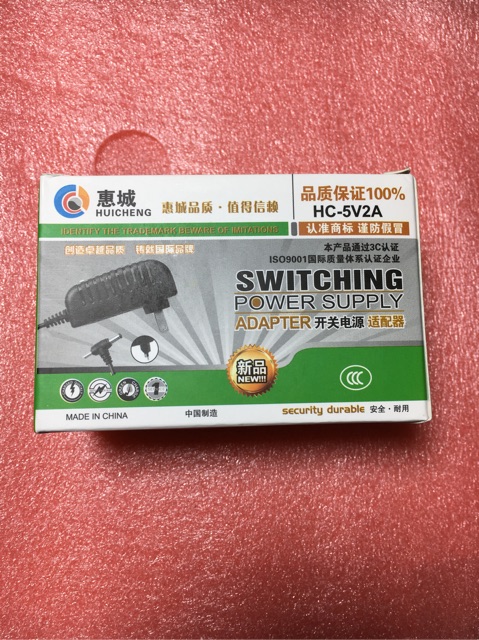 惠城
HUICHENG
惠城品质·值得信赖
品质保证100%
HC-5V2A
IDENTIFY THE TRADEMARK BEWARE OF IMITATIONS
认准商标 谨防假冒
创造卓越品质 铸就国际品牌
本产品通过3C认证
ISO9001国际质量体系认证企业
SWITCHING
POWER SUPPLY
ADAPTER 开关电源 适配器
新品
NEW!!!
CCC
1
MADE IN CHINA
中国制造
security durable 安全·耐用